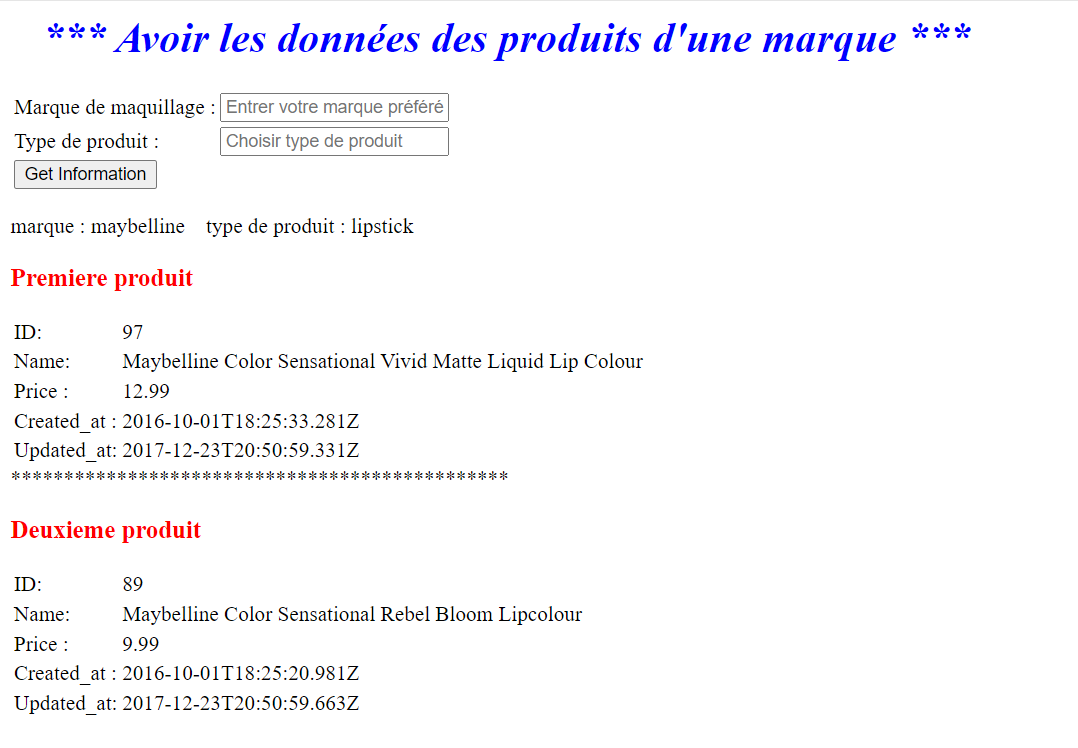 *** Avoir les données des produits d'une marque ***
Marque de maquillage : Entrer votre marque préféré
Type de produit : Choisir type de produit
Get Information
marque : maybelline type de produit : lipstick
Premiere produit
ID: 97
Name: Maybelline Color Sensational Vivid Matte Liquid Lip Colour
Price : 12.99
Created_at : 2016-10-01T18:25:33.281Z
Updated_at: 2017-12-23T20:50:59.331Z
***********************************************
Deuxieme produit
ID: 89
Name: Maybelline Color Sensational Rebel Bloom Lipcolour
Price : 9.99
Created_at : 2016-10-01T18:25:20.981Z
Updated_at: 2017-12-23T20:50:59.663Z